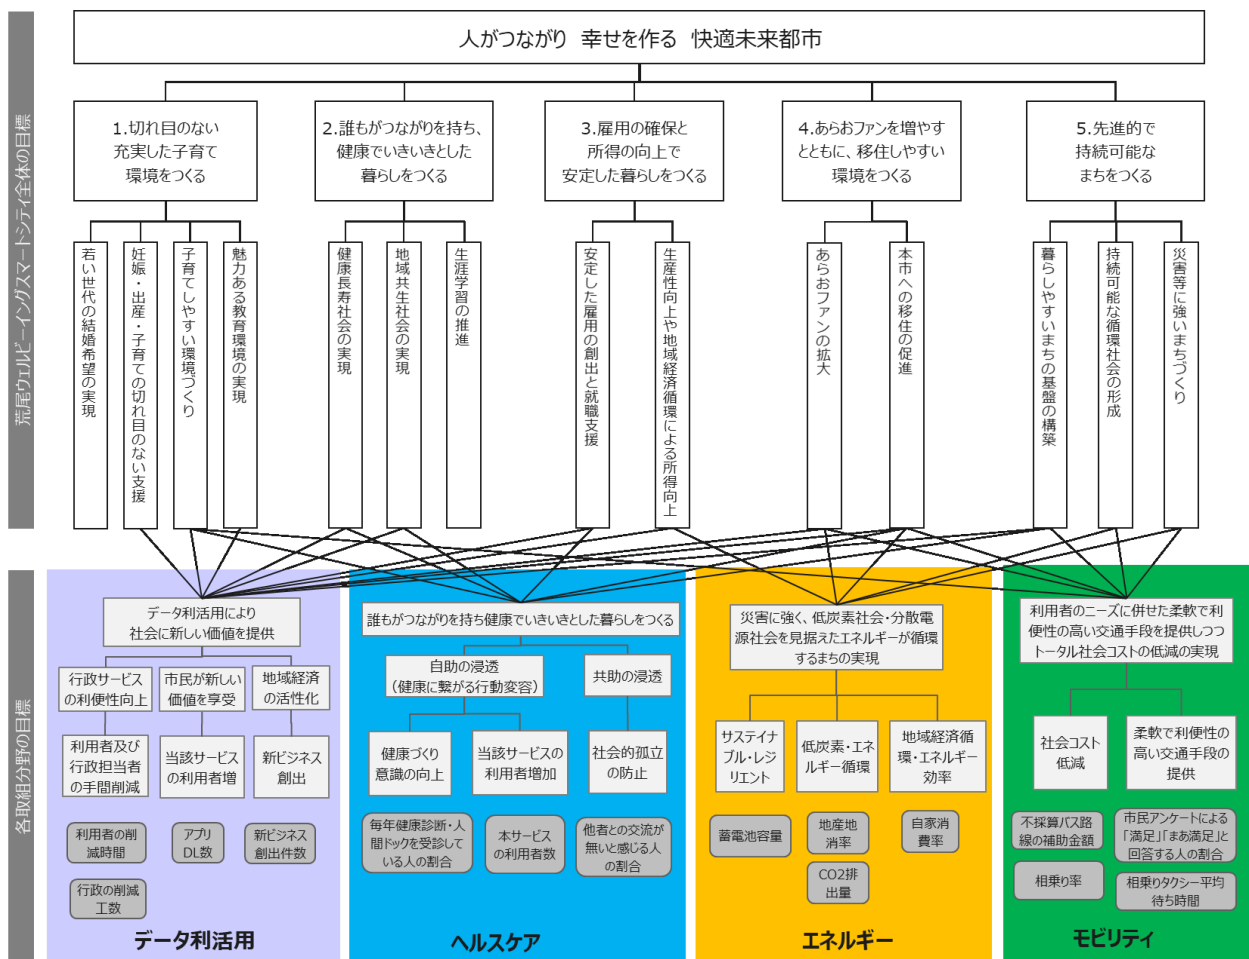 荒尾ウェルビーイングスマートシティ全体の目標
人がつながり 幸せを作る 快適未来都市
1.切れ目のない
充実した子育て
環境をつくる
2.誰もがつながりを持ち、
健康でいきいきとした
暮らしをつくる
3.雇用の確保と
所得の向上で
安定した暮らしをつくる
4.あらおファンを増やす
とともに、移住しやすい
環境をつくる
5.先進的で
持続可能な
まちをつくる
若い世代の結婚希望の実現
妊娠・出産・子育ての切れ目のない支援
子育てしやすい環境づくり
魅力ある教育環境の実現
健康長寿社会の実現
地域共生社会の実現
生涯学習の推進
安定した雇用の創出と就職支援
生産性向上や地域経済循環による所得向上
あらおファンの拡大
本市への移住の促進
暮らしやすいまちの基盤の構築
持続可能な循環社会の形成
災害等に強いまちづくり
各取組分野の目標
データ利活用により
社会に新しい価値を提供
行政サービス
の利便性向上
市民が新しい
価値を享受
地域経済
の活性化
利用者及び
行政担当者
の手間削減
当該サービス
の利用者増
新ビジネス
創出
利用者の削
減時間
アプリ
DL数
新ビジネス
創出件数
行政の削減
工数
データ利活用
誰もがつながりを持ち健康でいきいきとした暮らしをつくる
自助の浸透
(健康に繋がる行動変容)
共助の浸透
健康づくり
意識の向上
当該サービスの
利用者増加
社会的孤立
の防止
毎年健康診断・人
間ドックを受診して
いる人の割合
本サービス
の利用者数
他者との交流が
無いと感じる人
の割合
ヘルスケア
災害に強く、低炭素社会・分散電
源社会を見据えたエネルギーが循環
するまちの実現
サステイナ
ブル・レジ
リエント
低炭素・エネ
ルギー循環
地域経済循
環・エネルギー
効率
蓄電池容量
地産地
消率
自家消
費率
CO2排
出量
エネルギー
利用者のニーズに併せた柔軟で利
便性の高い交通手段を提供しつつ
トータル社会コストの低減の実現
社会コスト
低減
柔軟で利便性の
高い交通手段の
提供
不採算バス路
線の補助金額
市民アンケートによる
「満足」「まあ満足」と
回答する人の割合
相乗り率
相乗りタクシー平均
待ち時間
モビリティ